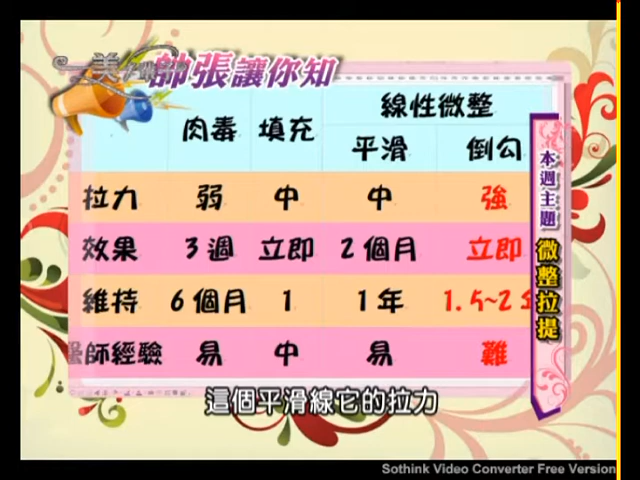 帥張讓你知
線性微整
肉毒 填充 平滑 倒勾
拉力 弱 中 中 強
效果 3週 立即 2個月 立即
維持 6個月 1 1年 1.5~2
師經驗 易 中 易 難
本週主題
微整拉提
這個平滑線它的拉力
Sothink Video Converter Free Version